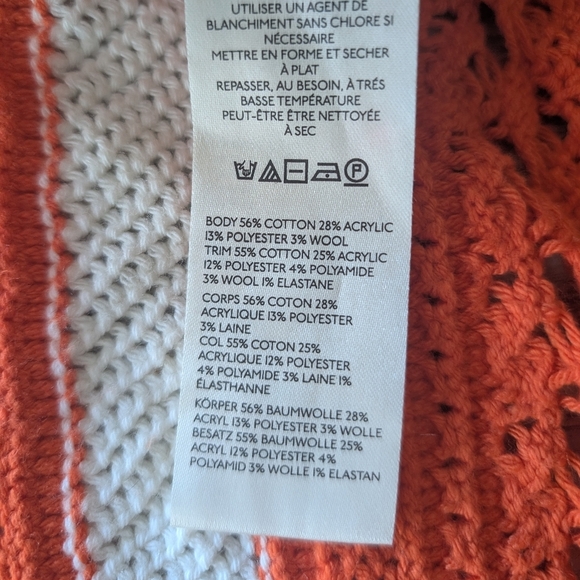 UTILISER UN AGENT DE
BLANCHIMENT SANS CHLORE SI
NÉCESSAIRE
METTRE EN FORME ET SECHER
À PLAT
REPASSER, AU BESOIN, À TRÉS
BASSE TEMPÉRATURE
PEUT-ÊTRE ÊTRE NETTOYÉE
À SEC
P
BODY 56% COTTON 28% ACRYLIC
13% POLYESTER 3% WOOL
TRIM 55% COTTON 25% ACRYLIC
12% POLYESTER 4% POLYAMIDE
3% WOOL 1% ELASTANE
CORPS 56% COTON 28%
ACRYLIQUE 13% POLYESTER
3% LAINE
COL 55% COTON 25%
ACRYLIQUE 12% POLYESTER
4% POLYAMIDE 3% LAINE 1%
ÉLASTHANNE
KÖRPER 56% BAUMWOLLE 28%
ACRYL 13% POLYESTER 3% WOLLE
BESATZ 55% BAUMWOLLE 25%
ACRYL 12% POLYESTER 4%
POLYAMID 3% WOLLE 1% ELASTAN